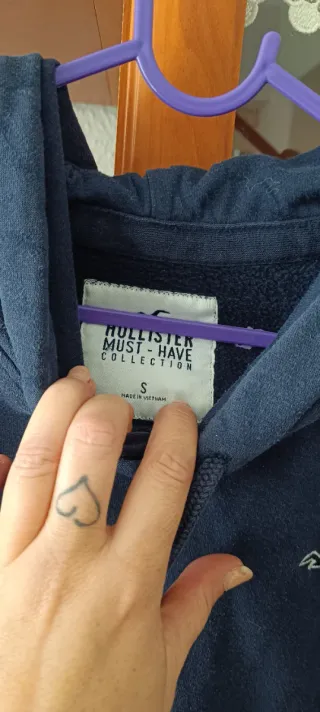 HOLLISTER
MUST-HAVE
COLLECTION
S
MADE IN VIETNAM